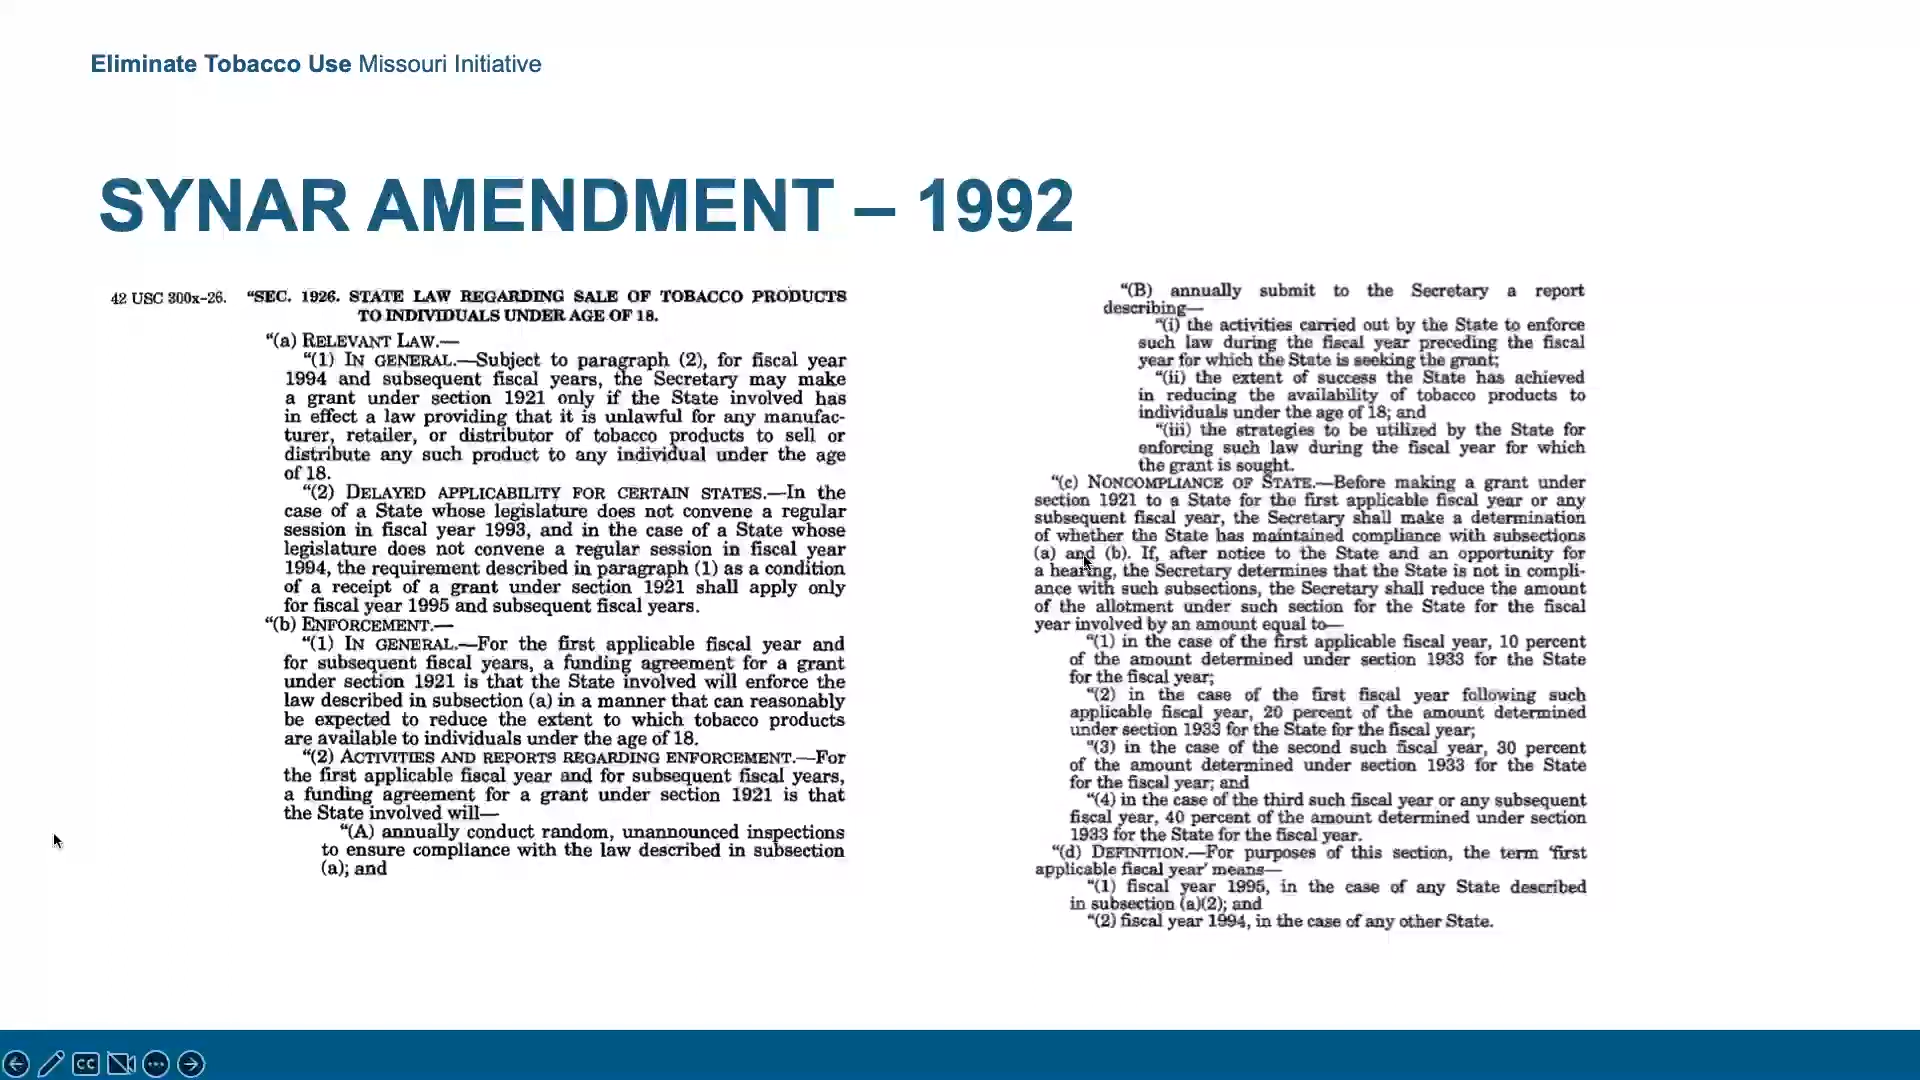 Eliminate Tobacco Use Missouri Initiative
SYNAR AMENDMENT – 1992
42 USC 300x–26.
“SEC. 1926. STATE LAW REGARDING SALE OF TOBACCO PRODUCTS
TO INDIVIDUALS UNDER AGE OF 18.
“(a) RELEVANT LAW.—
“(1) IN GENERAL.—Subject to paragraph (2), for fiscal year
1994 and subsequent fiscal years, the Secretary may make
a grant under section 1921 only if the State involved has
in effect a law providing that it is unlawful for any manufac-
turer, retailer, or distributor of tobacco products to sell or
distribute any such product to any individual under the age
of 18.
“(2) DELAYED APPLICABILITY FOR CERTAIN STATES.—In the
case of a State whose legislature does not convene a regular
session in fiscal year 1993, and in the case of a State whose
legislature does not convene a regular session in fiscal year
1994, the requirement described in paragraph (1) as a condition
of a receipt of a grant under section 1921 shall apply only
for fiscal year 1995 and subsequent fiscal years.
“(b) ENFORCEMENT.—
“(1) IN GENERAL.—For the first applicable fiscal year and
for subsequent fiscal years, a funding agreement for a grant
under section 1921 is that the State involved will enforce the
law described in subsection (a) in a manner that can reasonably
be expected to reduce the extent to which tobacco products
are available to individuals under the age of 18.
“(2) ACTIVITIES AND REPORTS REGARDING ENFORCEMENT.—For
the first applicable fiscal year and for subsequent fiscal years,
a funding agreement for a grant under section 1921 is that
the State involved will—
“(A) annually conduct random, unannounced inspections
to ensure compliance with the law described in subsection
(a); and
“(B) annually submit to the Secretary a report
describing—
“(i) the activities carried out by the State to enforce
such law during the fiscal year preceding the fiscal
year for which the State is seeking the grant;
“(ii) the extent of success the State has achieved
in reducing the availability of tobacco products to
individuals under the age of 18; and
“(iii) the strategies to be utilized by the State for
enforcing such law during the fiscal year for which
the grant is sought.
“(c) NONCOMPLIANCE OF STATE.—Before making a grant under
section 1921 to a State for the first applicable fiscal year or any
subsequent fiscal year, the Secretary shall make a determination
of whether the State has maintained compliance with subsections
(a) and (b). If, after notice to the State and an opportunity for
a hearing, the Secretary determines that the State is not in compli-
ance with such subsections, the Secretary shall reduce the amount
of the allotment under such section for the State for the fiscal
year involved by an amount equal to—
“(1) in the case of the first applicable fiscal year, 10 percent
of the amount determined under section 1933 for the State
for the fiscal year;
“(2) in the case of the first fiscal year following such
applicable fiscal year, 20 percent of the amount determined
under section 1933 for the State for the fiscal year;
“(3) in the case of the second such fiscal year, 30 percent
of the amount determined under section 1933 for the State
for the fiscal year; and
“(4) in the case of the third such fiscal year or any subsequent
fiscal year, 40 percent of the amount determined under section
1933 for the State for the fiscal year.
“(d) DEFINITION.—For purposes of this section, the term ‘first
applicable fiscal year’ means—
“(1) fiscal year 1995, in the case of any State described
in subsection (a)(2); and
“(2) fiscal year 1994, in the case of any other State.
CC